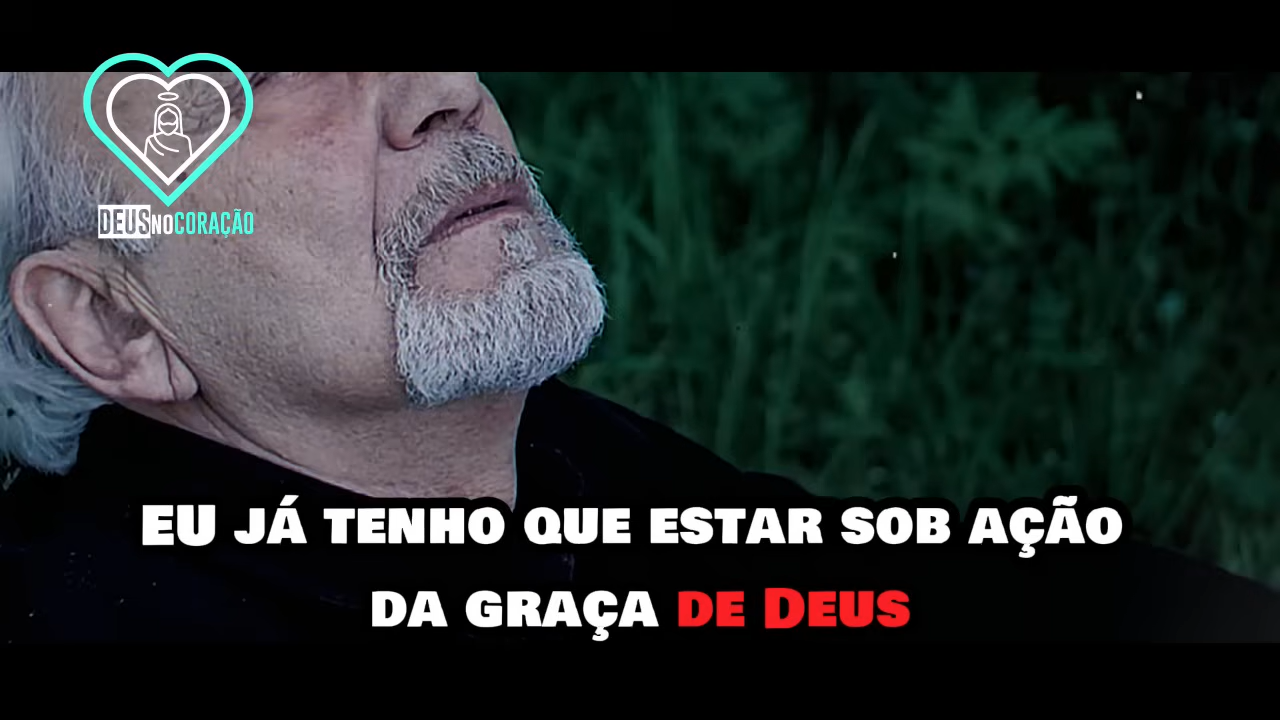 DEUSNOCORAÇÃO
EU JÁ TENHO QUE ESTAR SOB AÇÃO
DA GRAÇA DE DEUS